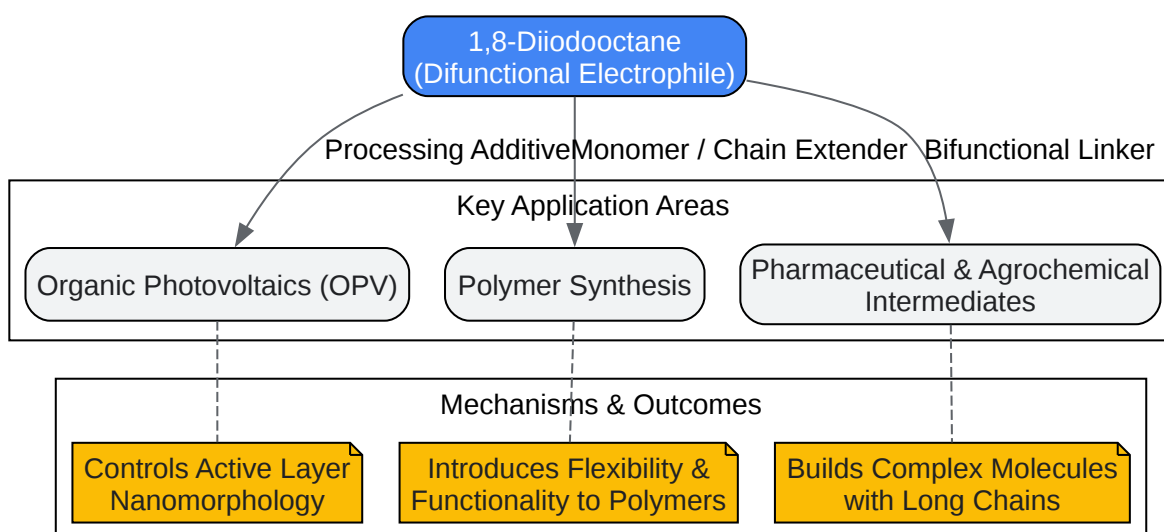 1,8-Diiodooctane
(Difunctional Electrophile)
Processing Additive
Monomer / Chain Extender
Bifunctional Linker
Key Application Areas
Organic Photovoltaics (OPV)
Polymer Synthesis
Pharmaceutical & Agrochemical
Intermediates
Mechanisms & Outcomes
Controls Active Layer
Nanomorphology
Introduces Flexibility &
Functionality to Polymers
Builds Complex Molecules
with Long Chains